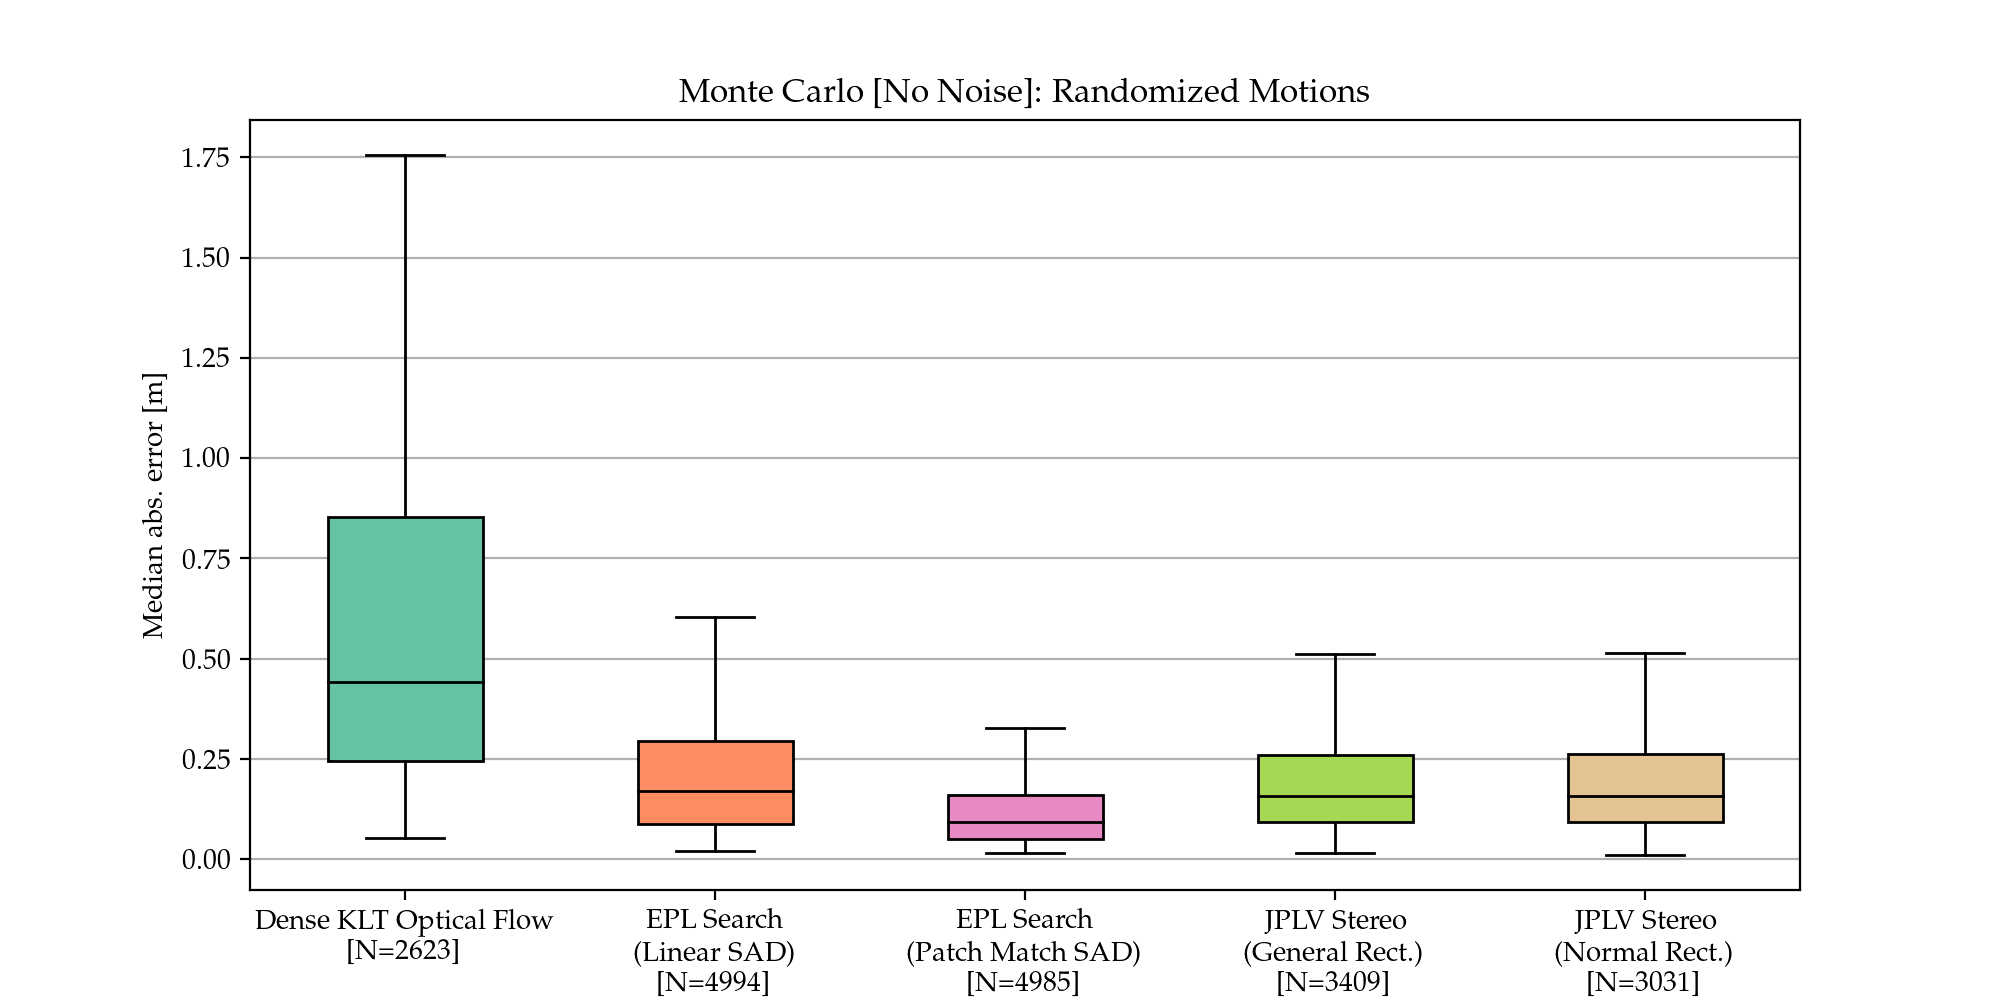 Monte Carlo [No Noise]: Randomized Motions
Median abs. error [m]
1.75
1.50
1.25
1.00
0.75
0.50
0.25
0.00
Dense KLT Optical Flow
[N=2623]
EPL Search
(Linear SAD)
[N=4994]
EPL Search
(Patch Match SAD)
[N=4985]
JPLV Stereo
(General Rect.)
[N=3409]
JPLV Stereo
(Normal Rect.)
[N=3031]